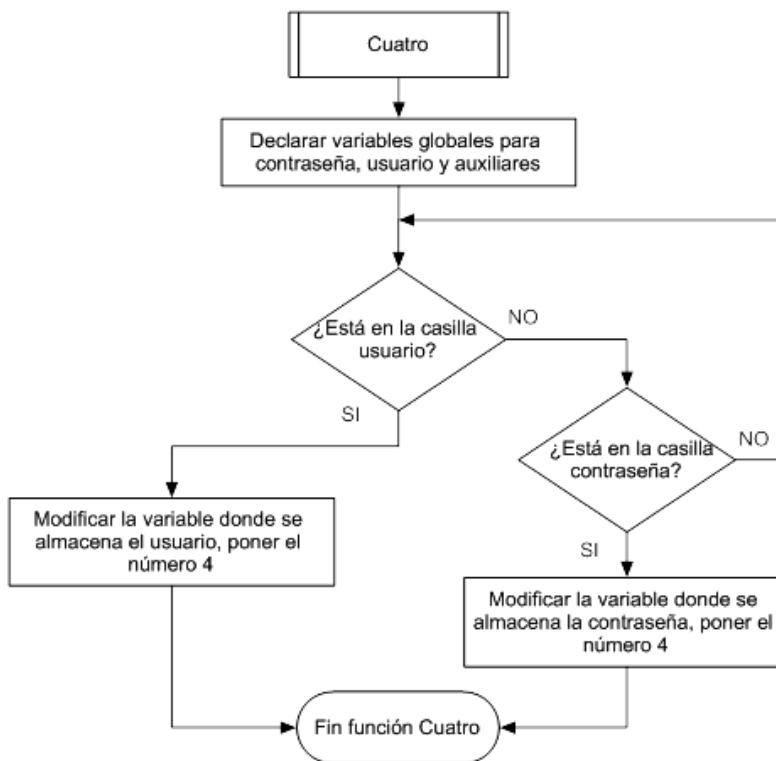 Cuatro
Declarar variables globales para
contraseña, usuario y auxiliares
¿Está en la casilla
usuario?
NO
SI
¿Está en la casilla
contraseña?
NO
SI
Modificar la variable donde se
almacena el usuario, poner el
número 4
Modificar la variable donde se
almacena la contraseña, poner el
número 4
Fin función Cuatro